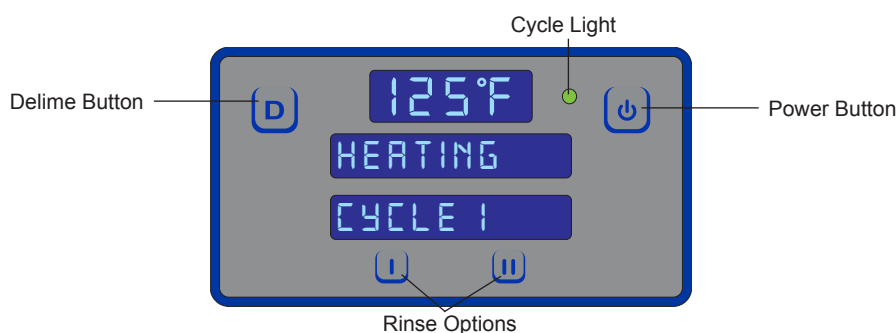 Cycle Light
Delime Button
D
125°F
Power Button
HEATING
CYCLE 1
I
II
Rinse Options